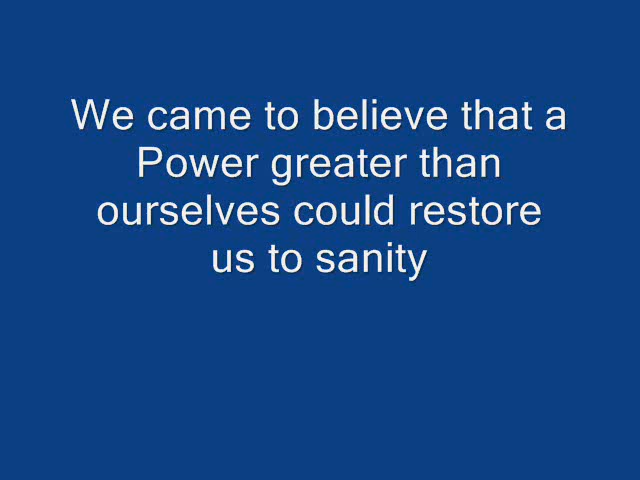 We came to believe that a
Power greater than
ourselves could restore
us to sanity